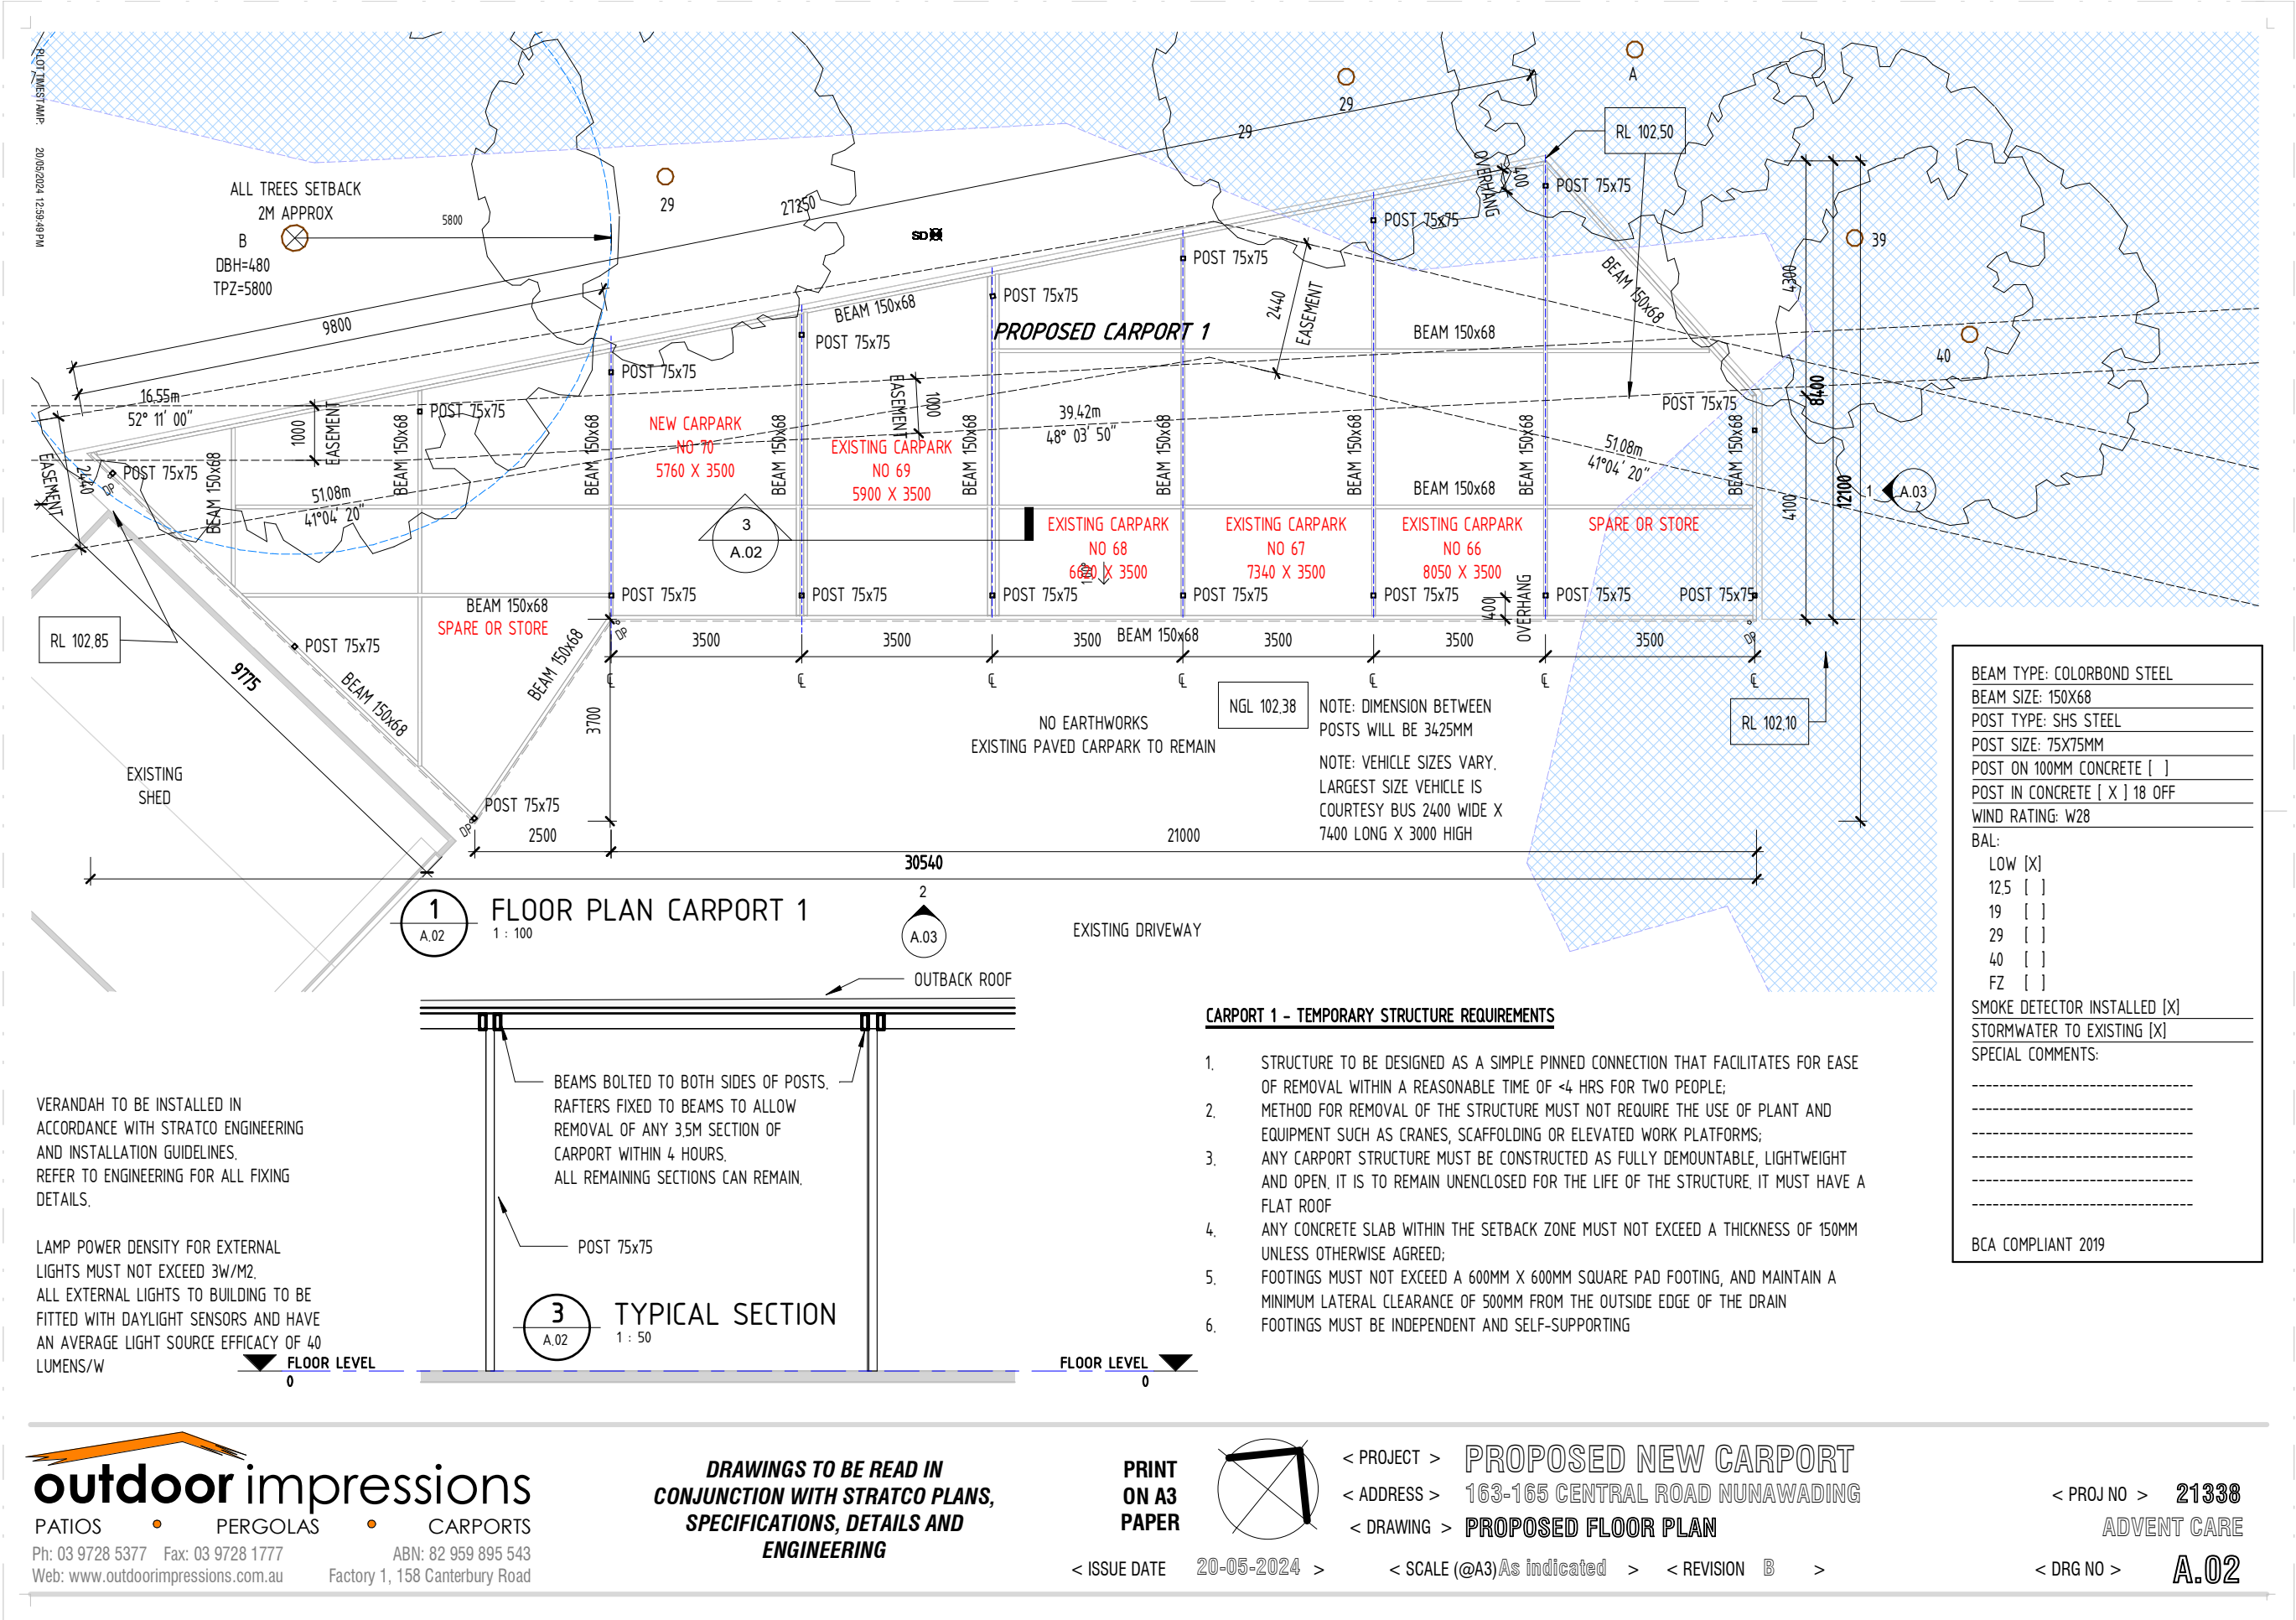 PLOT TIMESTAMP: 20/05/2024 12:59:49 PM
ALL TREES SETBACK
2M APPROX
B
DBH=480
TPZ=5800
5800
29
29
29
A
39
40
27250
9800
SD
RL 102.50
OVERHANG
400
POST 75x75
POST 75x75
POST 75x75
POST 75x75
POST 75x75
POST 75x75
POST 75x75
POST 75x75
POST 75x75
BEAM 150x68
BEAM 150x68
BEAM 150x68
PROPOSED CARPORT 1
2440
EASEMENT
4300
8400
12100
4100
16.55m
52° 11' 00"
1000
EASEMENT
EASEMENT
1000
39.42m
48° 03' 50"
51.08m
41°04' 20"
51.08m
41°04' 20"
EASEMENT
2440
BEAM 150x68
BEAM 150x68
BEAM 150x68
BEAM 150x68
BEAM 150x68
BEAM 150x68
BEAM 150x68
BEAM 150x68
BEAM 150x68
BEAM 150x68
NEW CARPARK
NO 70
5760 X 3500
EXISTING CARPARK
NO 69
5900 X 3500
EXISTING CARPARK
NO 68
X 3500
EXISTING CARPARK
NO 67
7340 X 3500
EXISTING CARPARK
NO 66
8050 X 3500
SPARE OR STORE
3
A.02
1
A.03
DP
POST 75x75
POST 75x75
POST 75x75
POST 75x75
POST 75x75
POST 75x75
POST 75x75
BEAM 150x68
SPARE OR STORE
RL 102.85
POST 75x75
9775
BEAM 150x68
BEAM 150x68
DP
400
OVERHANG
DP
3500
3500
3500
BEAM 150x68
3500
3500
3500
3700
NO EARTHWORKS
EXISTING PAVED CARPARK TO REMAIN
NGL 102.38
NOTE: DIMENSION BETWEEN
POSTS WILL BE 3425MM
NOTE: VEHICLE SIZES VARY.
LARGEST SIZE VEHICLE IS
COURTESY BUS 2400 WIDE X
7400 LONG X 3000 HIGH
RL 102.10
EXISTING
SHED
POST 75x75
DP
2500
21000
30540
1
A.02
FLOOR PLAN CARPORT 1
1 : 100
2
A.03
EXISTING DRIVEWAY
BEAM TYPE: COLORBOND STEEL
BEAM SIZE: 150X68
POST TYPE: SHS STEEL
POST SIZE: 75X75MM
POST ON 100MM CONCRETE [ ]
POST IN CONCRETE [ X ] 18 OFF
WIND RATING: W28
BAL:
LOW [X]
12.5 [ ]
19 [ ]
29 [ ]
40 [ ]
FZ [ ]
SMOKE DETECTOR INSTALLED [X]
STORMWATER TO EXISTING [X]
SPECIAL COMMENTS:
--------------------------------
--------------------------------
--------------------------------
--------------------------------
--------------------------------
--------------------------------
BCA COMPLIANT 2019
OUTBACK ROOF
BEAMS BOLTED TO BOTH SIDES OF POSTS.
RAFTERS FIXED TO BEAMS TO ALLOW
REMOVAL OF ANY 3.5M SECTION OF
CARPORT WITHIN 4 HOURS.
ALL REMAINING SECTIONS CAN REMAIN.
POST 75x75
3
A.02
TYPICAL SECTION
1 : 50
FLOOR LEVEL
0
FLOOR LEVEL
0
VERANDAH TO BE INSTALLED IN
ACCORDANCE WITH STRATCO ENGINEERING
AND INSTALLATION GUIDELINES.
REFER TO ENGINEERING FOR ALL FIXING
DETAILS.
LAMP POWER DENSITY FOR EXTERNAL
LIGHTS MUST NOT EXCEED 3W/M2.
ALL EXTERNAL LIGHTS TO BUILDING TO BE
FITTED WITH DAYLIGHT SENSORS AND HAVE
AN AVERAGE LIGHT SOURCE EFFICACY OF 40
LUMENS/W
CARPORT 1 - TEMPORARY STRUCTURE REQUIREMENTS
1. STRUCTURE TO BE DESIGNED AS A SIMPLE PINNED CONNECTION THAT FACILITATES FOR EASE
OF REMOVAL WITHIN A REASONABLE TIME OF <4 HRS FOR TWO PEOPLE;
2. METHOD FOR REMOVAL OF THE STRUCTURE MUST NOT REQUIRE THE USE OF PLANT AND
EQUIPMENT SUCH AS CRANES, SCAFFOLDING OR ELEVATED WORK PLATFORMS;
3. ANY CARPORT STRUCTURE MUST BE CONSTRUCTED AS FULLY DEMOUNTABLE, LIGHTWEIGHT
AND OPEN. IT IS TO REMAIN UNENCLOSED FOR THE LIFE OF THE STRUCTURE. IT MUST HAVE A
FLAT ROOF
4. ANY CONCRETE SLAB WITHIN THE SETBACK ZONE MUST NOT EXCEED A THICKNESS OF 150MM
UNLESS OTHERWISE AGREED;
5. FOOTINGS MUST NOT EXCEED A 600MM X 600MM SQUARE PAD FOOTING, AND MAINTAIN A
MINIMUM LATERAL CLEARANCE OF 500MM FROM THE OUTSIDE EDGE OF THE DRAIN
6. FOOTINGS MUST BE INDEPENDENT AND SELF-SUPPORTING
outdoor impressions
PATIOS • PERGOLAS • CARPORTS
Ph: 03 9728 5377 Fax: 03 9728 1777 ABN: 82 959 895 543
Web: www.outdoorimpressions.com.au Factory 1, 158 Canterbury Road
DRAWINGS TO BE READ IN
CONJUNCTION WITH STRATCO PLANS,
SPECIFICATIONS, DETAILS AND
ENGINEERING
PRINT
ON A3
PAPER
< PROJECT > PROPOSED NEW CARPORT
< ADDRESS > 163-165 CENTRAL ROAD NUNAWADING
< DRAWING > PROPOSED FLOOR PLAN
< ISSUE DATE 20-05-2024 > < SCALE (@A3) As indicated > < REVISION B >
< PROJ NO > 21338
ADVENT CARE
< DRG NO > A.02